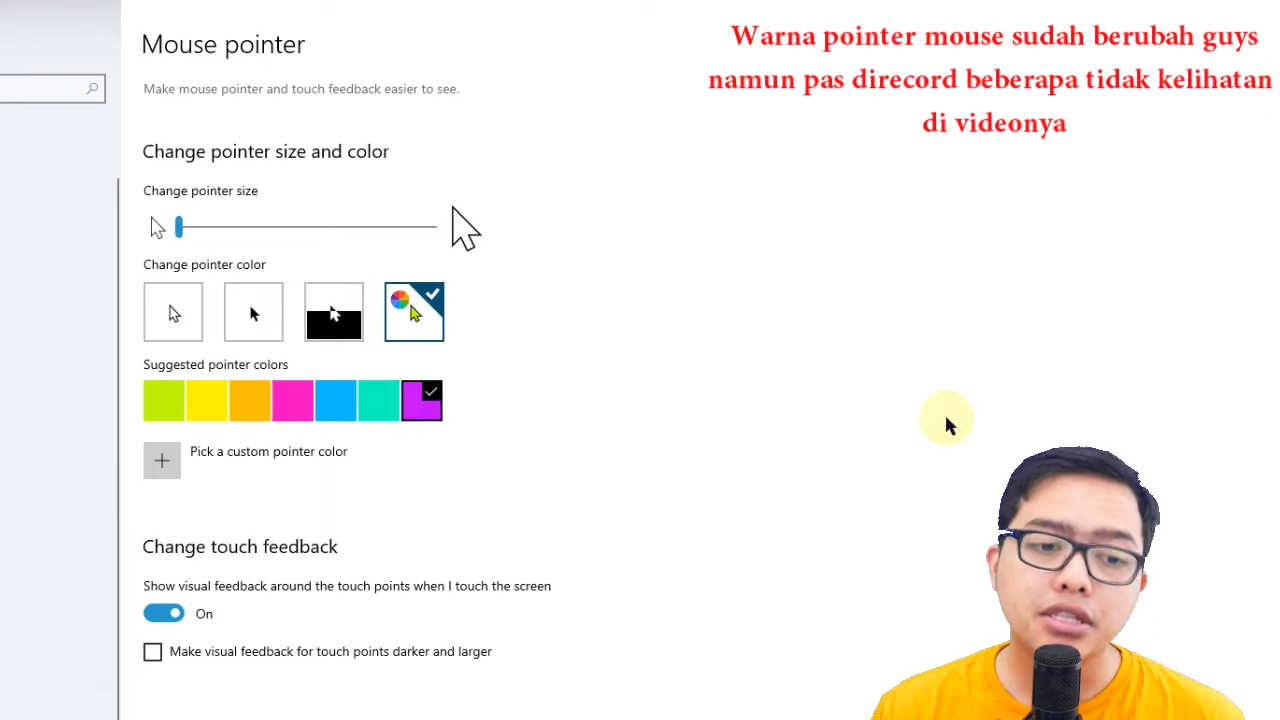 Mouse pointer
Warna pointer mouse sudah berubah guys
namun pas direcord beberapa tidak kelihatan
di videonya
Make mouse pointer and touch feedback easier to see.
Change pointer size and color
Change pointer size
Change pointer color
Suggested pointer colors
Pick a custom pointer color
Change touch feedback
Show visual feedback around the touch points when I touch the screen
On
Make visual feedback for touch points darker and larger